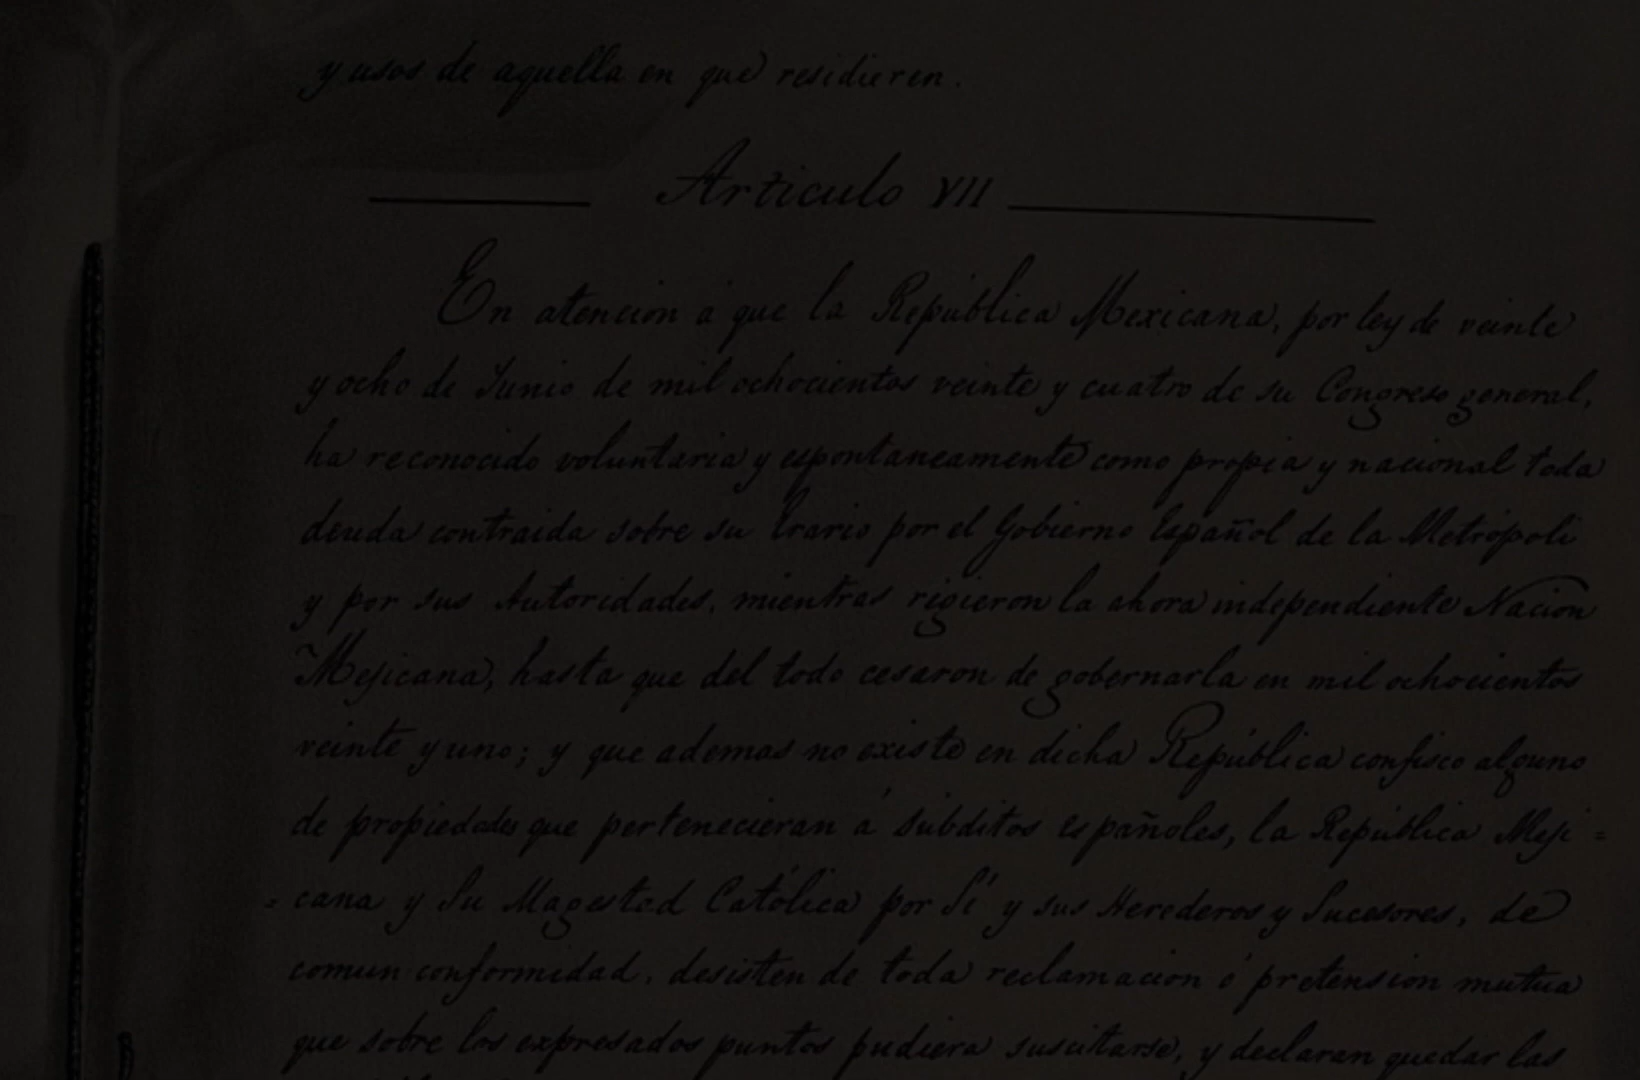 y usos de aquella en que residieren.
Articulo VII
En atencion á que la República Mexicana, por ley de veinte
y ocho de Junio de mil ochocientos veinte y cuatro de su Congreso general,
ha reconocido voluntaria y espontaneamente como propia y nacional toda
deuda contraida sobre su Erario por el Gobierno Español de la Metrópoli
y por sus Autoridades, mientras rigieron la ahora independiente Nacion
Mejicana, hasta que del todo cesaron de gobernarla en mil ochocientos
veinte y uno; y que ademas no existe en dicha República confisco alguno
de propiedades que pertenecieran á súbditos españoles, la República Meji=
=cana y Su Magestad Católica por Sí y sus Herederos y Sucesores, de
comun conformidad, desisten de toda reclamacion ó pretension mutua
que sobre los expresados puntos pudiera suscitarse, y declaran quedar las